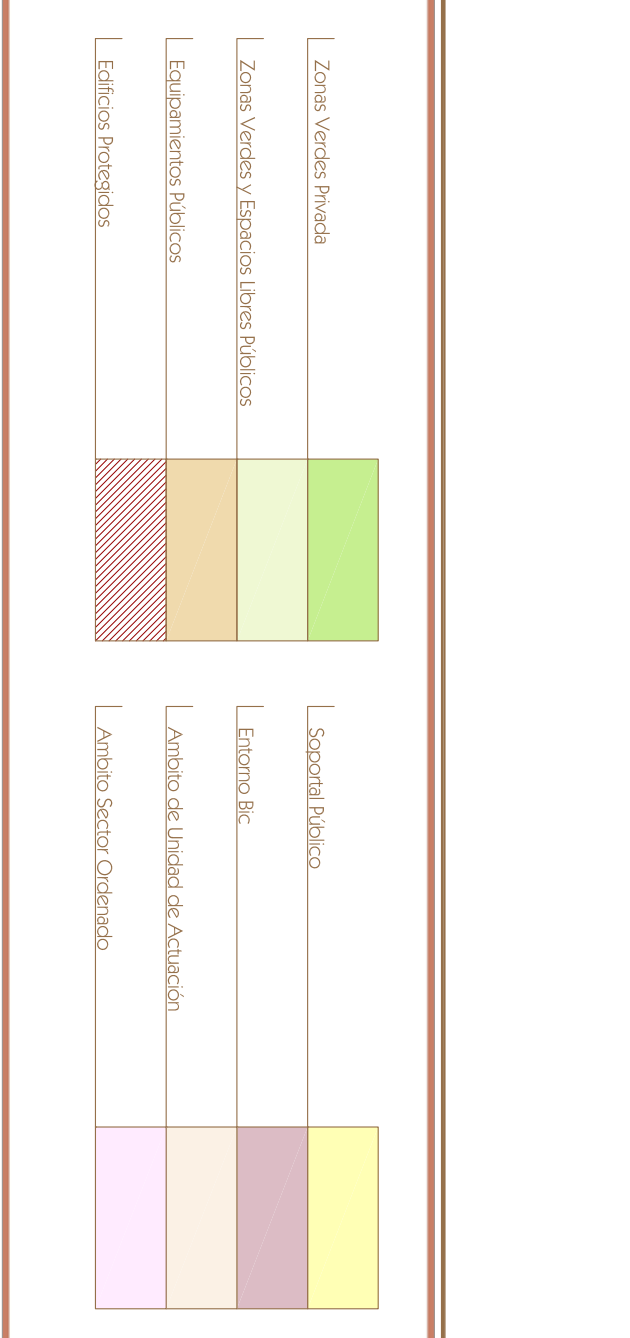 Zonas Verdes Privada
Zonas Verdes y Espacios Libres Públicos
Equipamientos Públicos
Edificios Protegidos
Soportal Público
Entorno Bic
Ambito de Unidad de Actuación
Ambito Sector Ordenado